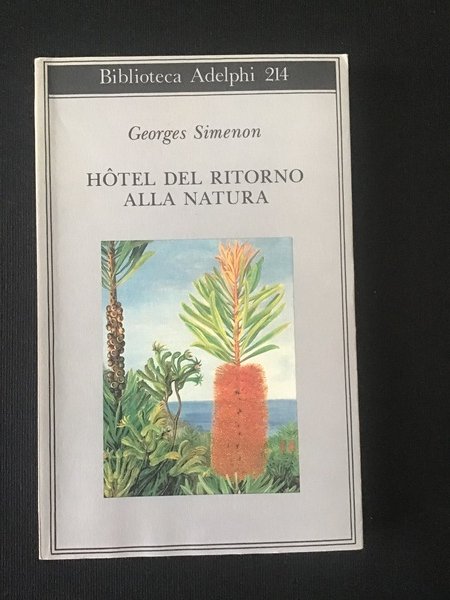 Biblioteca Adelphi 214
Georges Simenon
HÔTEL DEL RITORNO
ALLA NATURA